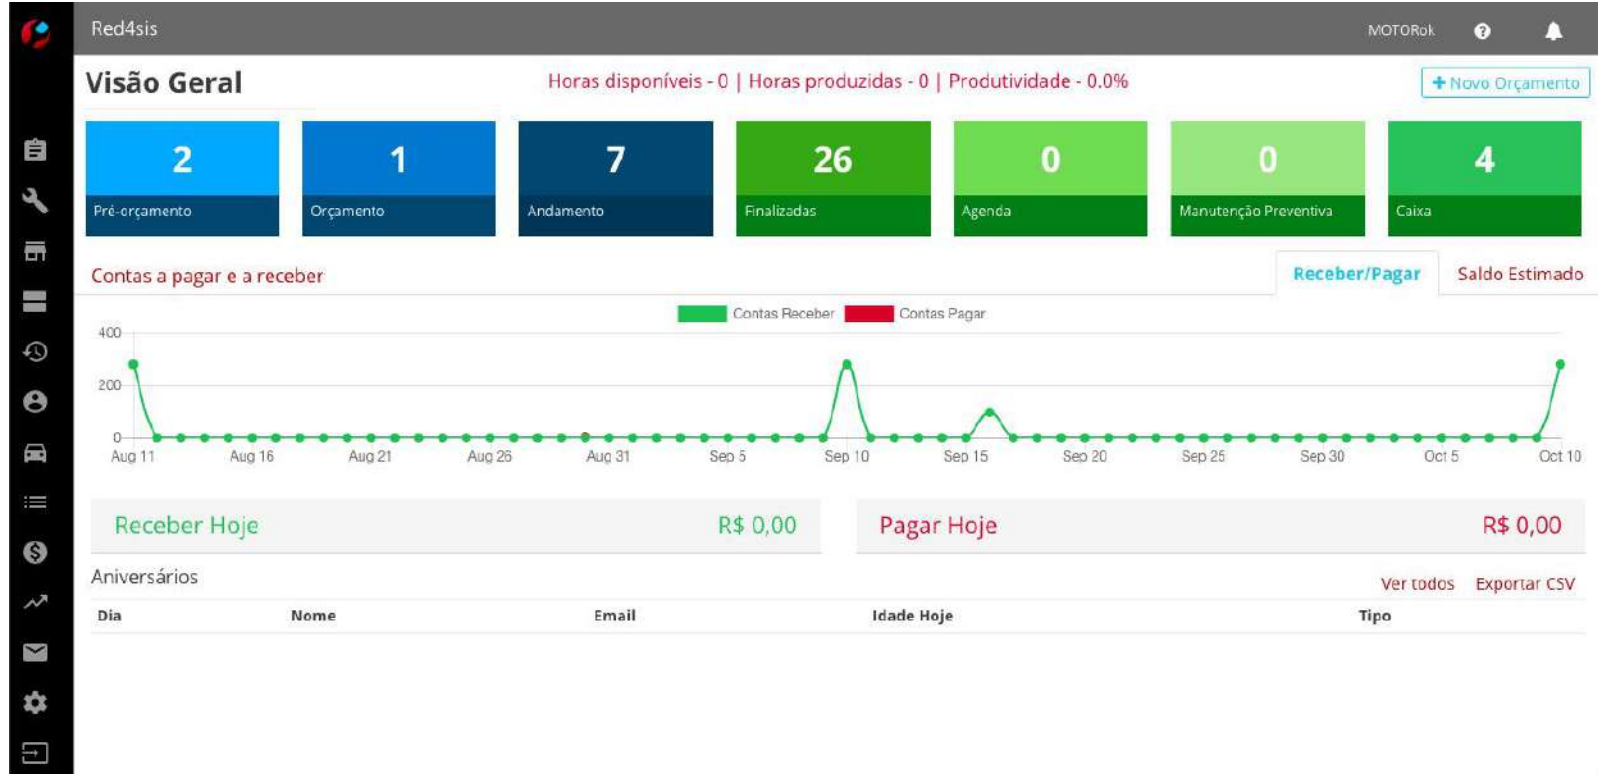 Red4sis
MOTORok
Visão Geral
Horas disponíveis - 0 | Horas produzidas - 0 | Produtividade - 0.0%
Novo Orçamento
2
Pré-orçamento
1
Orçamento
7
Andamento
26
Finalizadas
0
Agenda
0
Manutenção Preventiva
4
Caixa
Contas a pagar e a receber
Receber/Pagar
Saldo Estimado
Contas Receber
Contas Pagar
400
200
0
Aug 11
Aug 16
Aug 21
Aug 26
Aug 31
Sep 5
Sep 10
Sep 15
Sep 20
Sep 25
Sep 30
Oct 5
Oct 10
Receber Hoje
R$ 0,00
Pagar Hoje
R$ 0,00
Aniversários
Ver todos
Exportar CSV
Dia
Nome
Email
Idade Hoje
Tipo